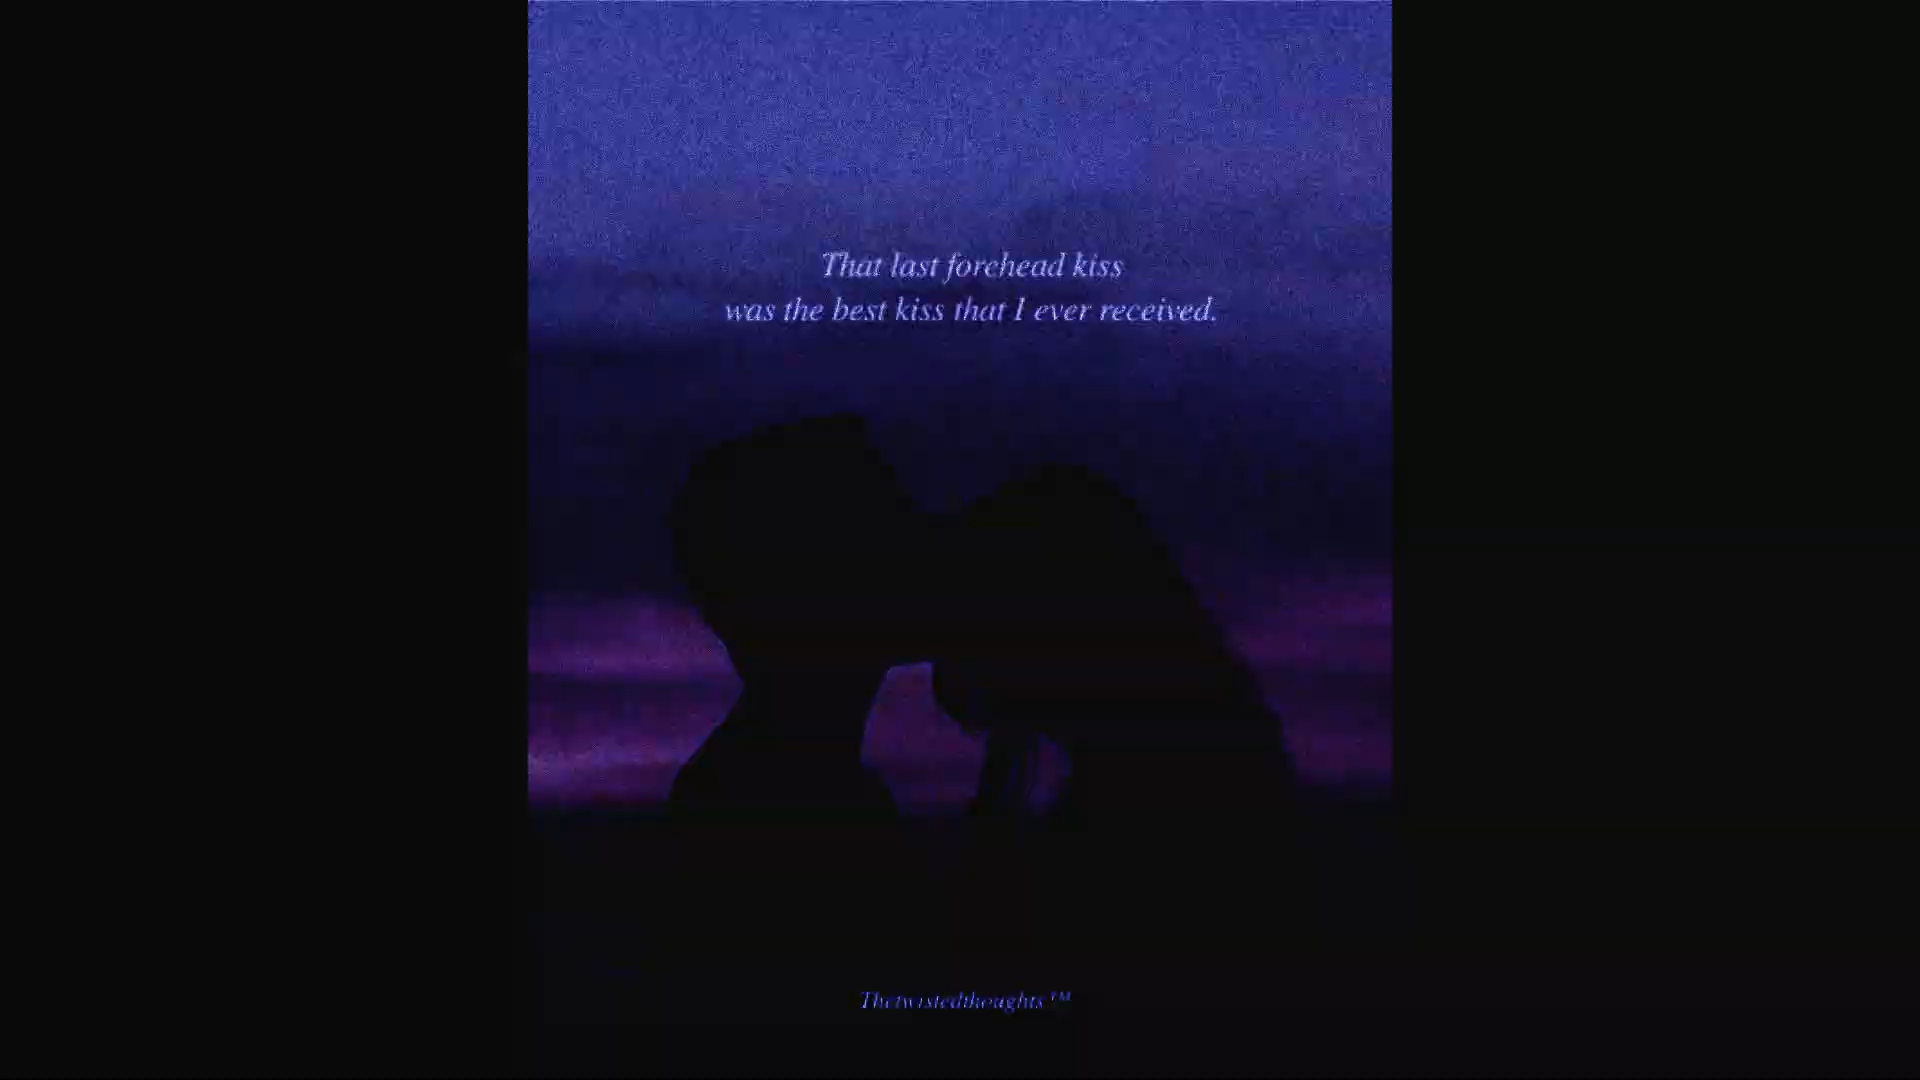 That last forehead kiss
was the best kiss that I ever received.
Thetwistedthoughts™